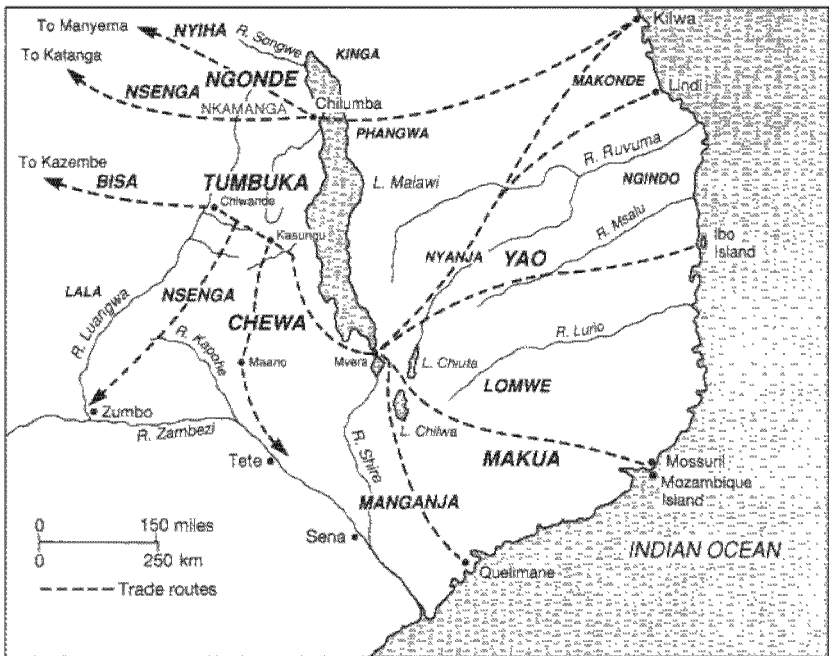 To Manyema
NYIHA
R. Songwe
KINGA
Kilwa
To Katanga
NSENGA
NGONDE
NKAMANGA
Chilumba
MAKONDE
Lindi
PHANGWA
R. Ruvuma
To Kazembe
BISA
TUMBUKA
L. Malawi
NGINDO
Chiwande
Kasungu
R. Msalu
Ibo
Island
NYANJA
YAO
LALA
NSENGA
R. Luangwa
CHEWA
R. Kapohe
R. Lurio
Maano
Mvera
L. Chiuta
LOMWE
Zumbo
R. Zambezi
L. Chilwa
R. Shire
Tete
MAKUA
Mossuril
Mozambique
Island
MANGANJA
0 150 miles
0 250 km
Sena
INDIAN OCEAN
Quelimane
Trade routes